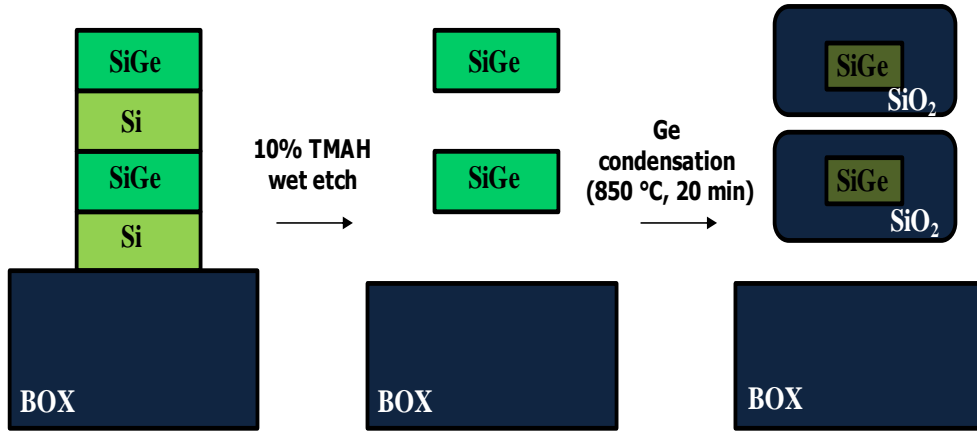 SiGe
Si
SiGe
Si
BOX
10% TMAH
wet etch
SiGe
SiGe
BOX
Ge
condensation
(850 °C, 20 min)
SiGe
SiO₂
SiGe
SiO₂
BOX